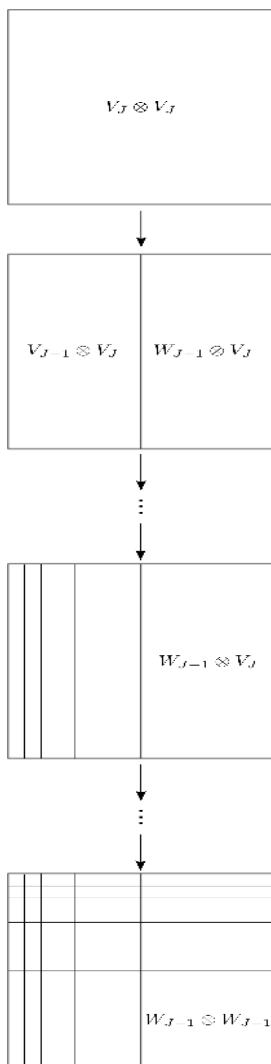 V_J ⊗ V_J
V_{J−1} ⊗ V_J W_{J−1} ⊗ V_J
⋮
W_{J−1} ⊗ V_J
⋮
W_{J−1} ⊗ W_{J−1}